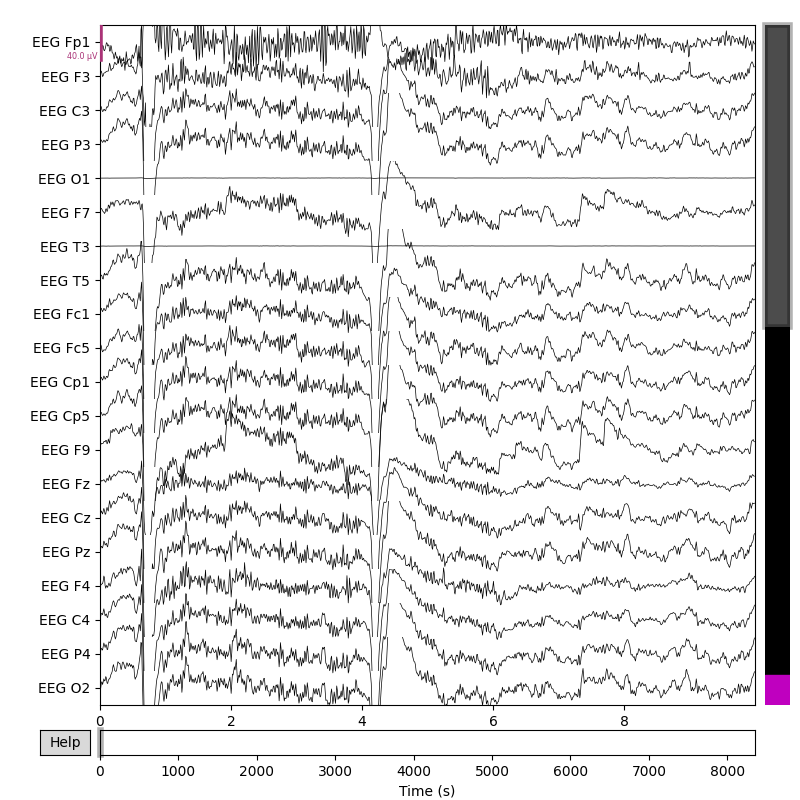 EEG Fp1
40.0 µV
EEG F3
EEG C3
EEG P3
EEG O1
EEG F7
EEG T3
EEG T5
EEG Fc1
EEG Fc5
EEG Cp1
EEG Cp5
EEG F9
EEG Fz
EEG Cz
EEG Pz
EEG F4
EEG C4
EEG P4
EEG O2
0 2 4 6 8
Help
0 1000 2000 3000 4000 5000 6000 7000 8000
Time (s)